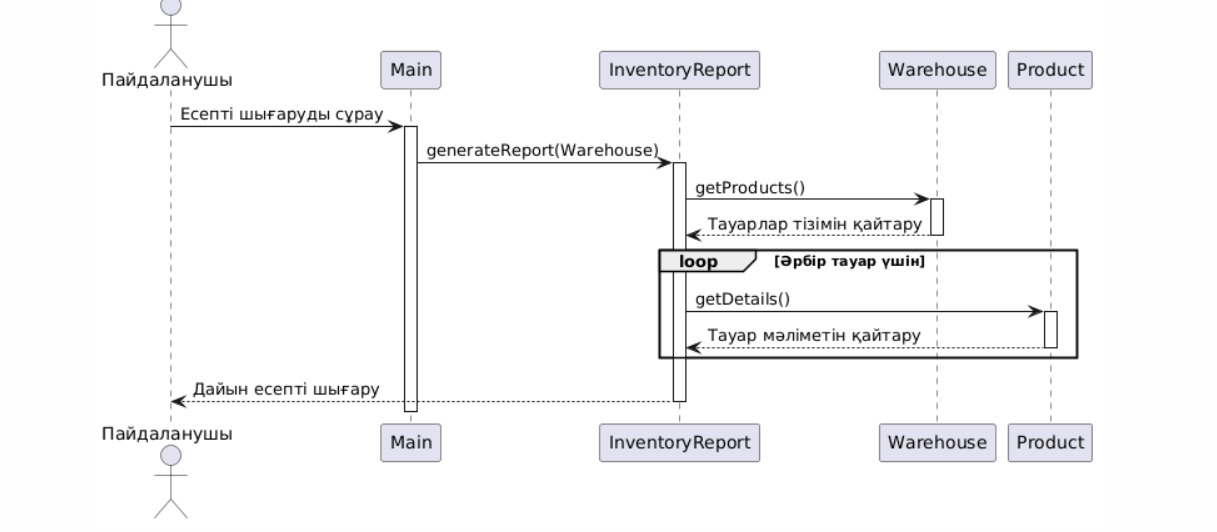 Пайдаланушы
Main
InventoryReport
Warehouse
Product
Есепті шығаруды сұрау
generateReport(Warehouse)
getProducts()
Тауарлар тізімін қайтару
loop
[Әрбір тауар үшін]
getDetails()
Тауар мәліметін қайтару
Дайын есепті шығару
Пайдаланушы
Main
InventoryReport
Warehouse
Product